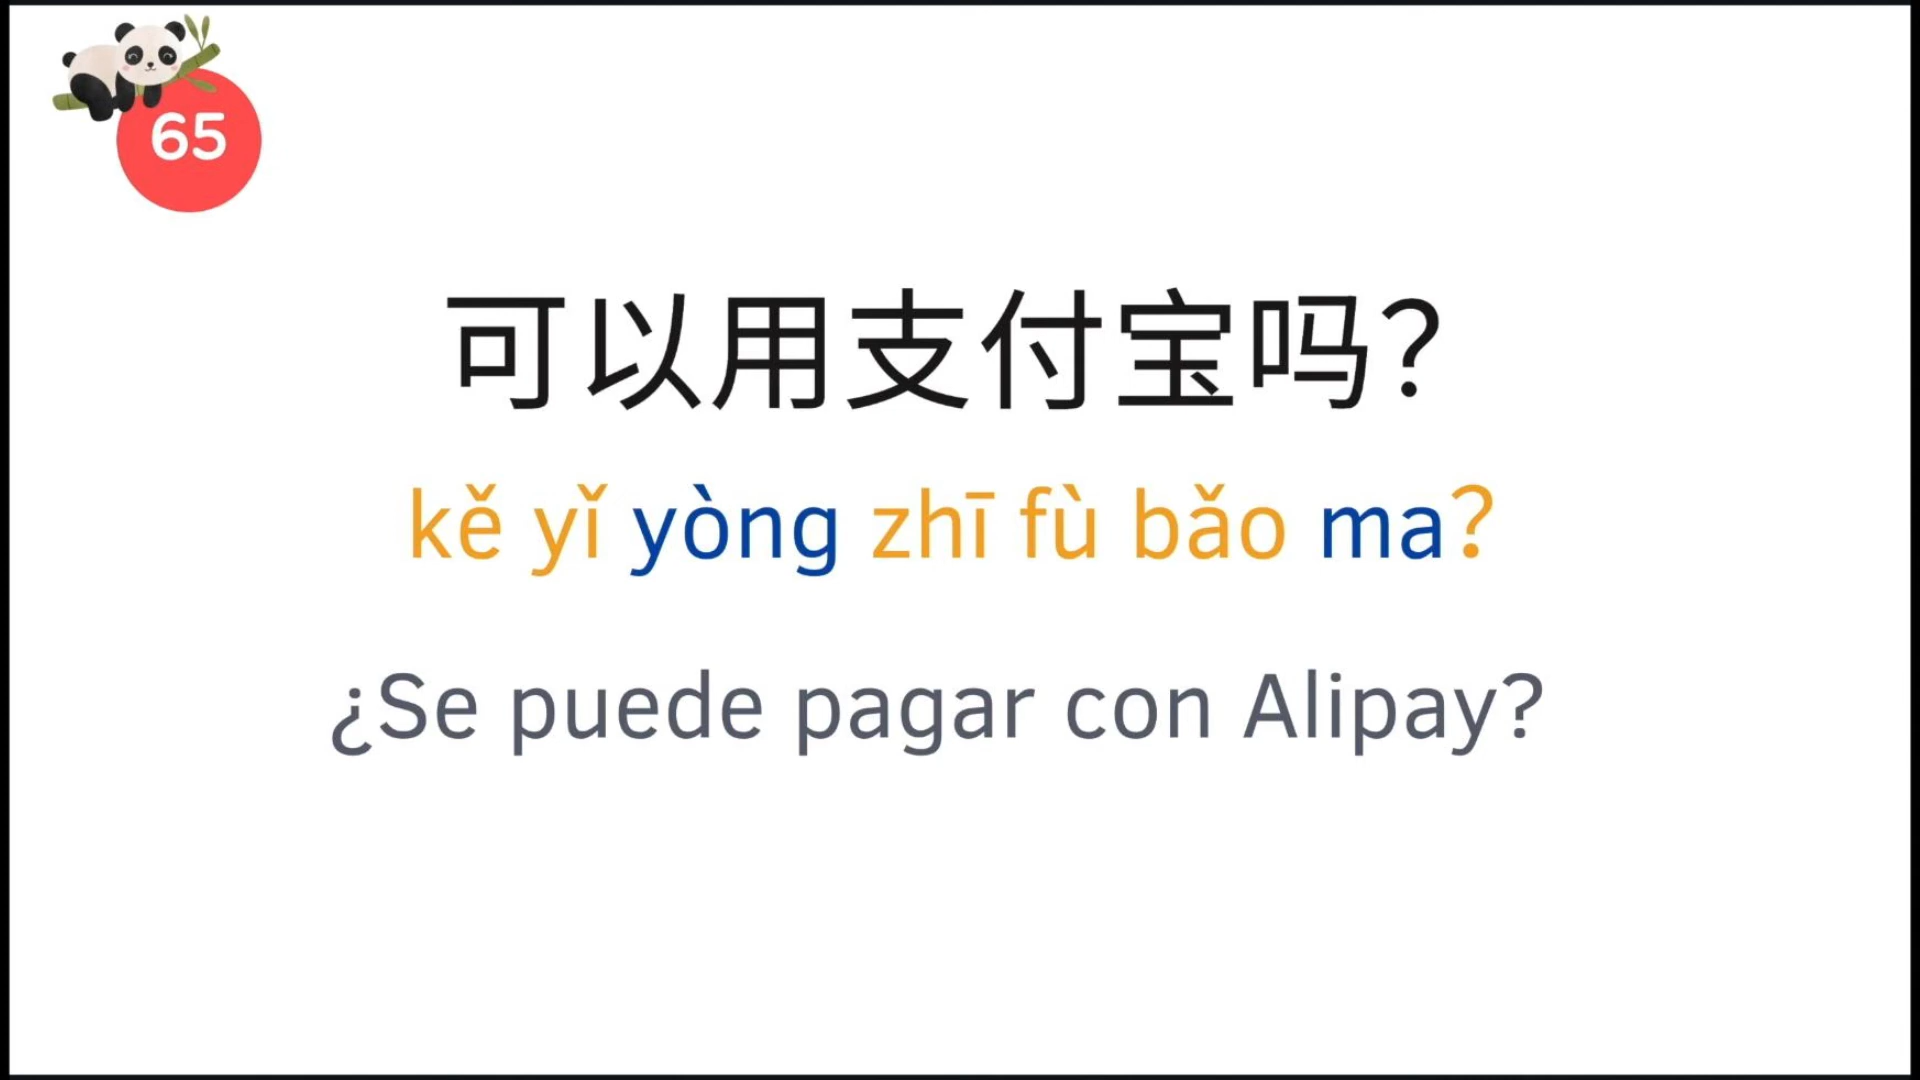 65
可以用支付宝吗?
kě yǐ yòng zhī fù bǎo ma?
¿Se puede pagar con Alipay?